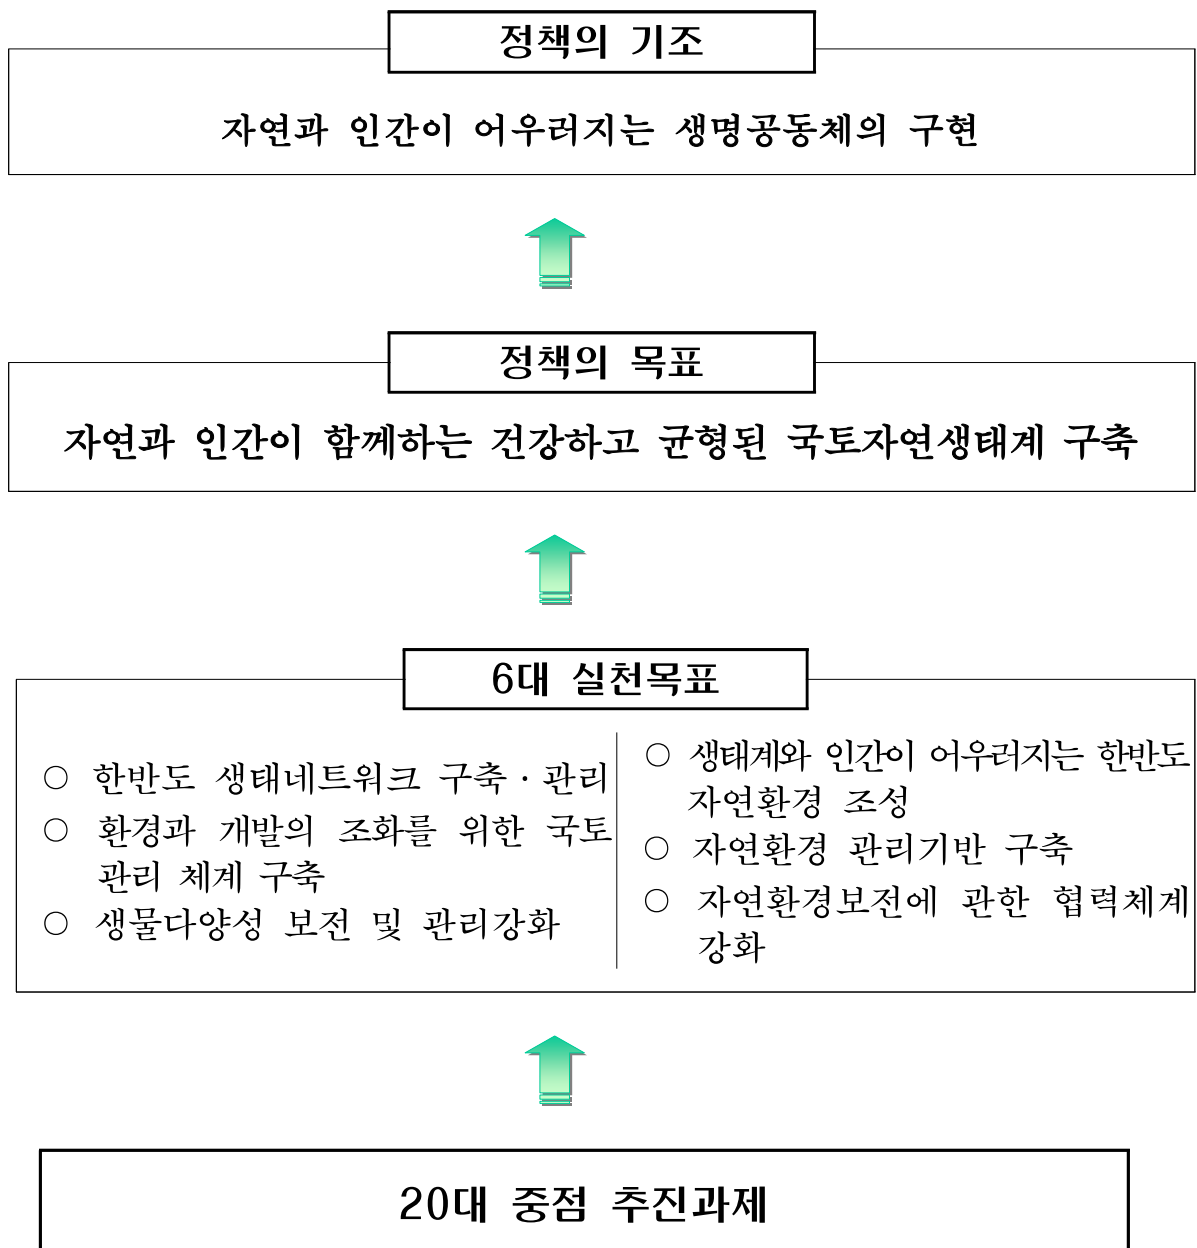 정책의 기조
자연과 인간이 어우러지는 생명공동체의 구현
정책의 목표
자연과 인간이 함께하는 건강하고 균형된 국토자연생태계 구축
6대 실천목표
○ 한반도 생태네트워크 구축·관리
○ 환경과 개발의 조화를 위한 국토
관리 체계 구축
○ 생물다양성 보전 및 관리강화
○ 생태계와 인간이 어우러지는 한반도
자연환경 조성
○ 자연환경 관리기반 구축
○ 자연환경보전에 관한 협력체계
강화
20대 중점 추진과제